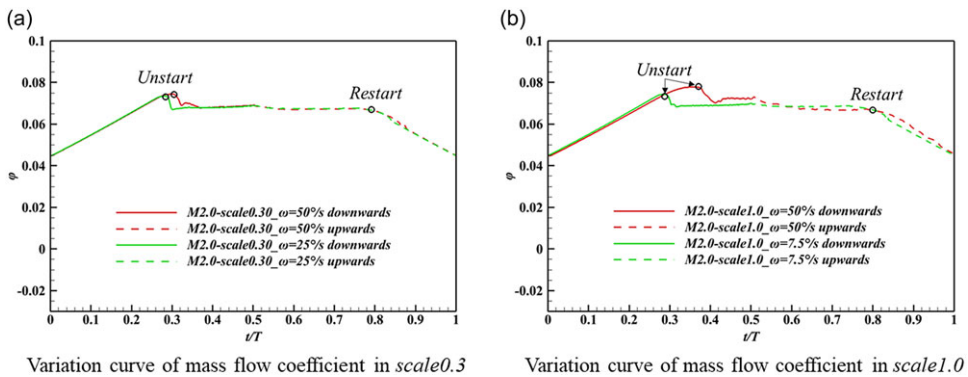 (a)
0.1
0.08
0.06
0.04
0.02
0
-0.02
φ
Unstart
Restart
M2.0-scale0.30_ω=50°/s downwards
M2.0-scale0.30_ω=50°/s upwards
M2.0-scale0.30_ω=25°/s downwards
M2.0-scale0.30_ω=25°/s upwards
0 0.1 0.2 0.3 0.4 0.5 0.6 0.7 0.8 0.9 1
t/T
Variation curve of mass flow coefficient in scale0.3
(b)
0.1
0.08
0.06
0.04
0.02
0
-0.02
φ
Unstart
Restart
M2.0-scale1.0_ω=50°/s downwards
M2.0-scale1.0_ω=50°/s upwards
M2.0-scale1.0_ω=7.5°/s downwards
M2.0-scale1.0_ω=7.5°/s upwards
0 0.1 0.2 0.3 0.4 0.5 0.6 0.7 0.8 0.9 1
t/T
Variation curve of mass flow coefficient in scale1.0